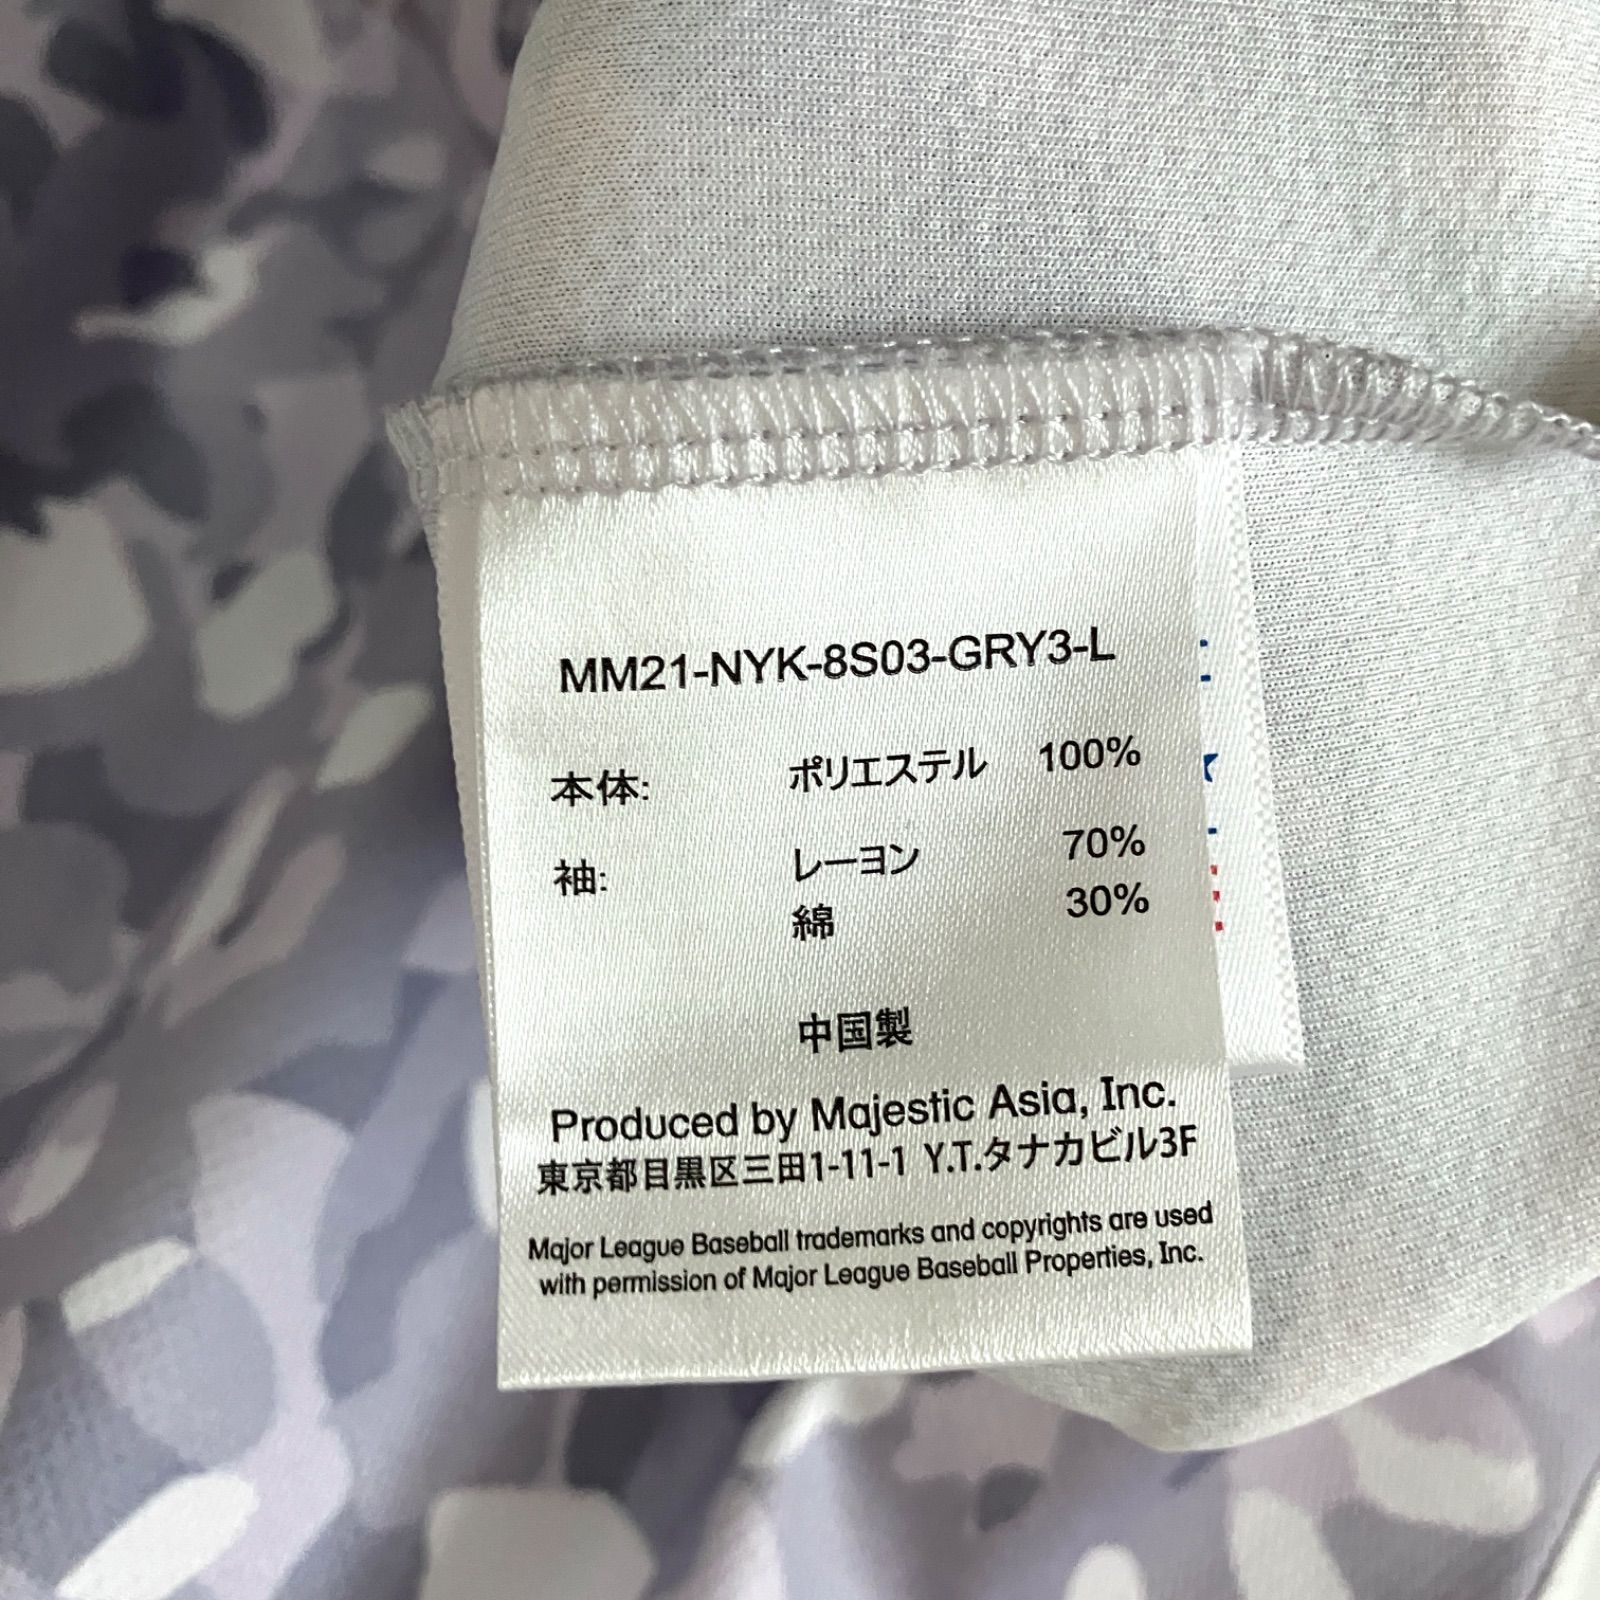 MM21-NYK-8S03-GRY3-L
本体: ポリエステル 100%
袖: レーヨン 70%
綿 30%
中国製
Produced by Majestic Asia, Inc.
東京都目黒区三田1-11-1 Y.T.タナカビル3F
Major League Baseball trademarks and copyrights are used
with permission of Major League Baseball Properties, Inc.